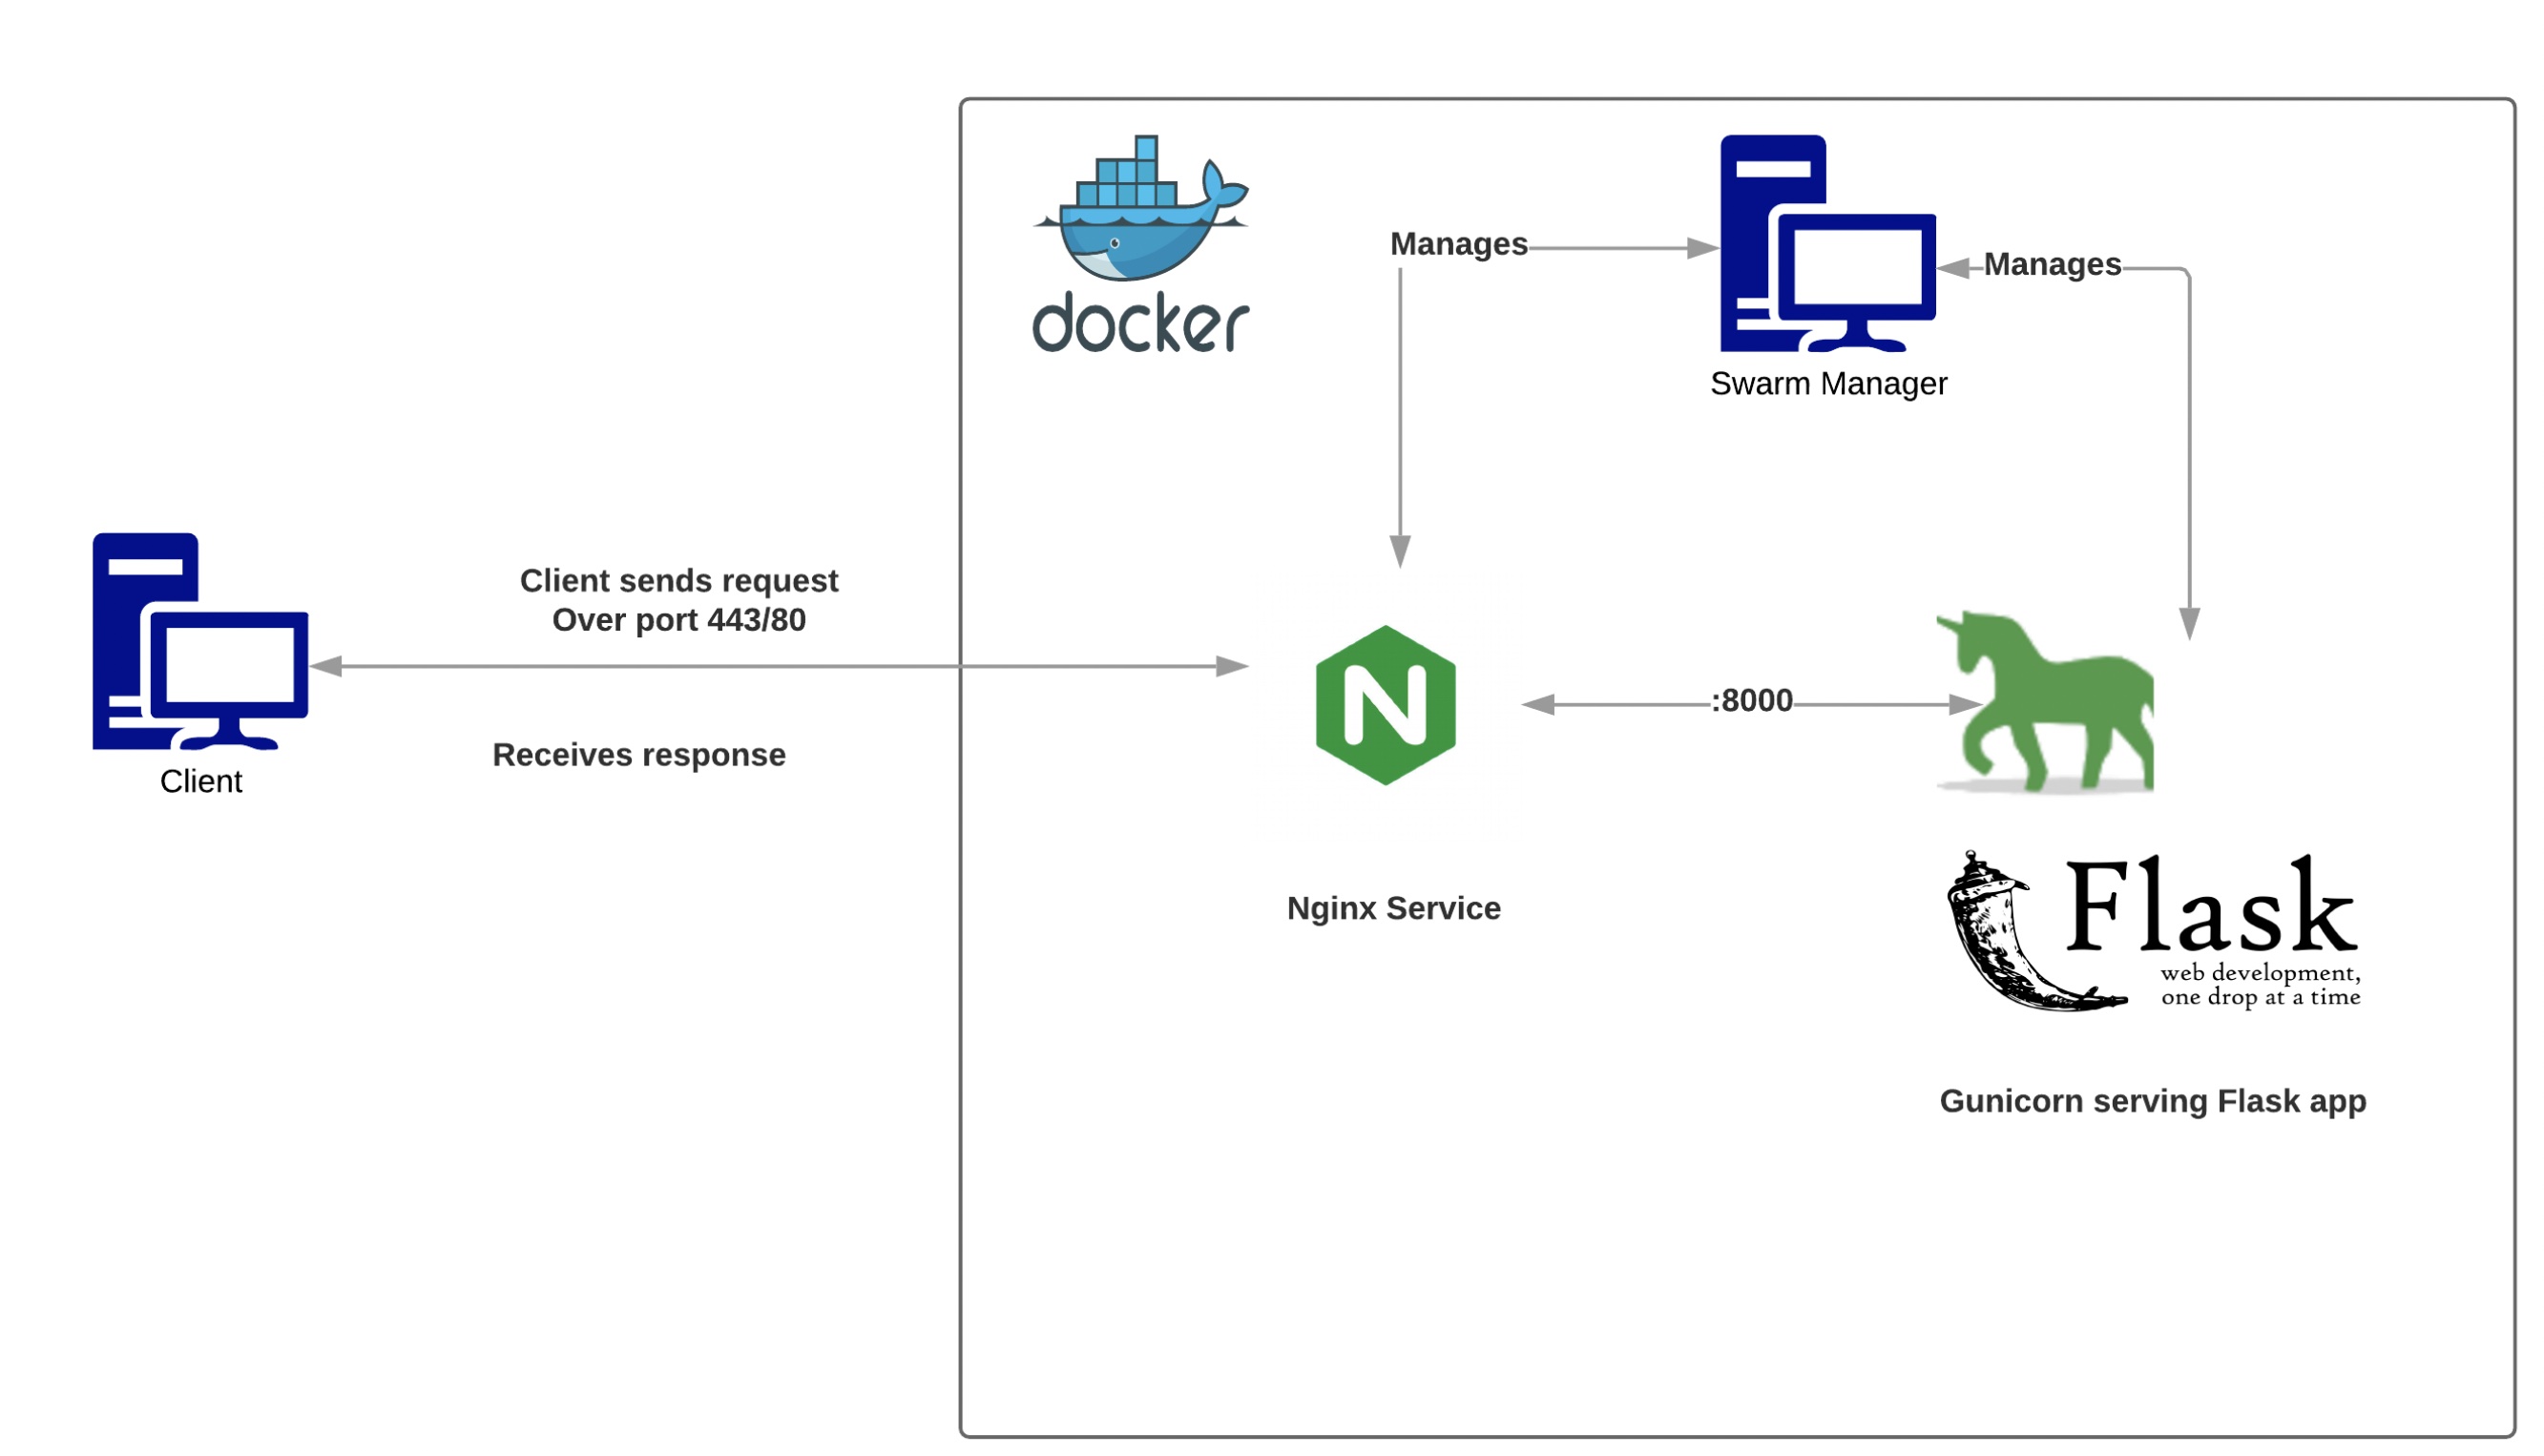 docker
Manages
Manages
Swarm Manager
Client sends request
Over port 443/80
Receives response
Client
N
:8000
Nginx Service
Flask
web development,
one drop at a time
Gunicorn serving Flask app